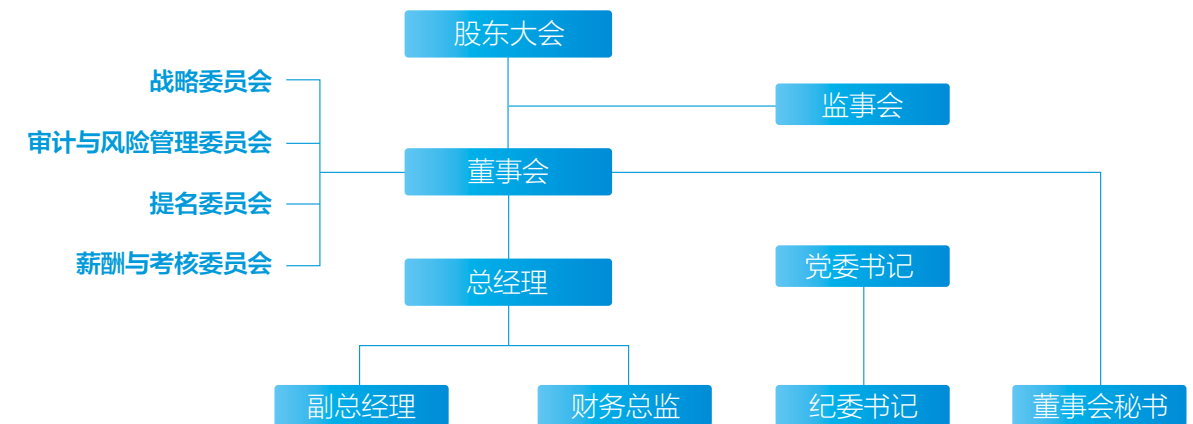 股东大会
战略委员会
监事会
审计与风险管理委员会
董事会
提名委员会
薪酬与考核委员会
总经理
党委书记
副总经理
财务总监
纪委书记
董事会秘书